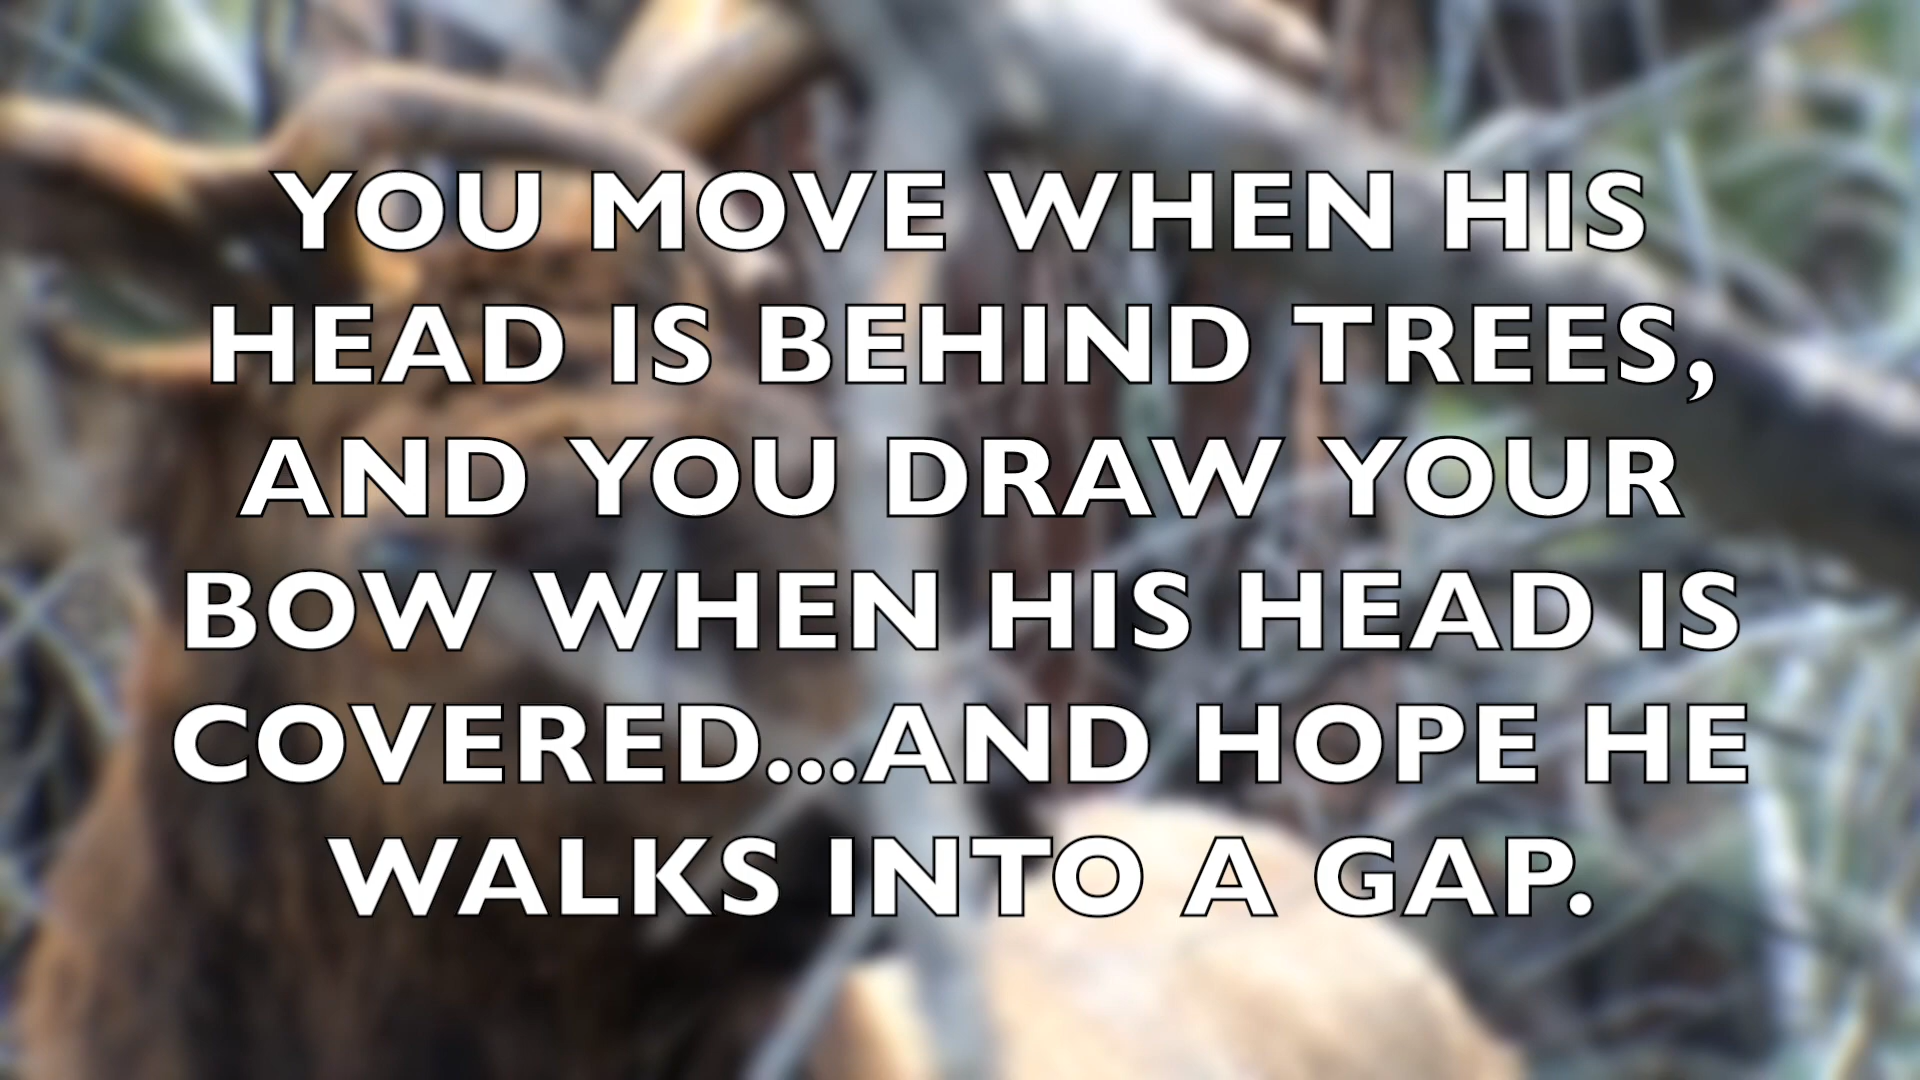 YOU MOVE WHEN HIS
HEAD IS BEHIND TREES,
AND YOU DRAW YOUR
BOW WHEN HIS HEAD IS
COVERED...AND HOPE HE
WALKS INTO A GAP.